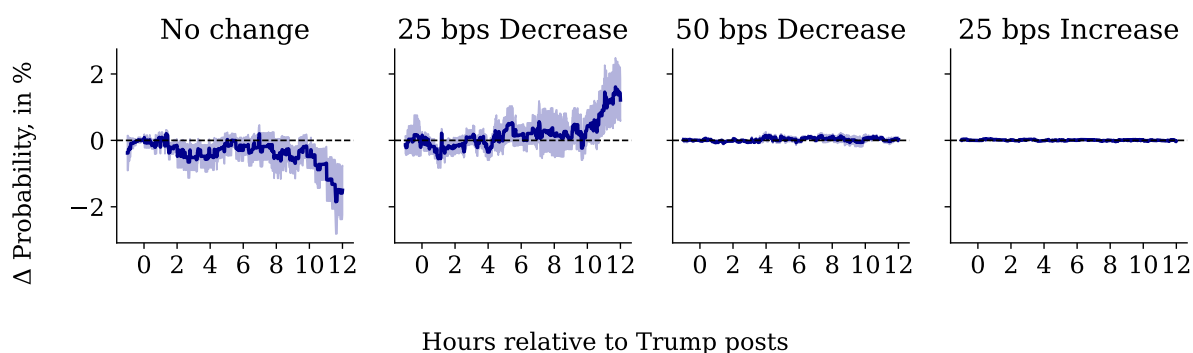 No change
25 bps Decrease
50 bps Decrease
25 bps Increase
Δ Probability, in %
2
0
−2
0 2 4 6 8 10 12
0 2 4 6 8 10 12
0 2 4 6 8 10 12
0 2 4 6 8 10 12
Hours relative to Trump posts